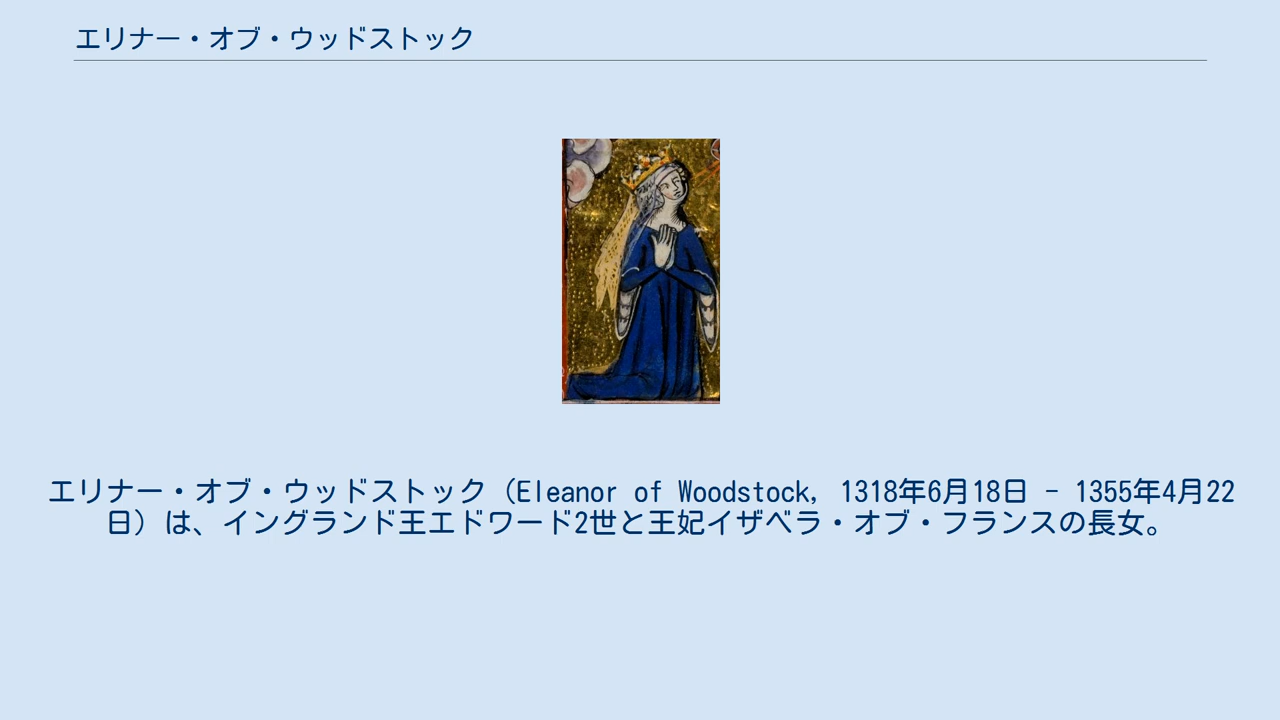 エリナー・オブ・ウッドストック
エリナー・オブ・ウッドストック（Eleanor of Woodstock, 1318年6月18日 - 1355年4月22
日）は、イングランド王エドワード2世と王妃イザベラ・オブ・フランスの長女。